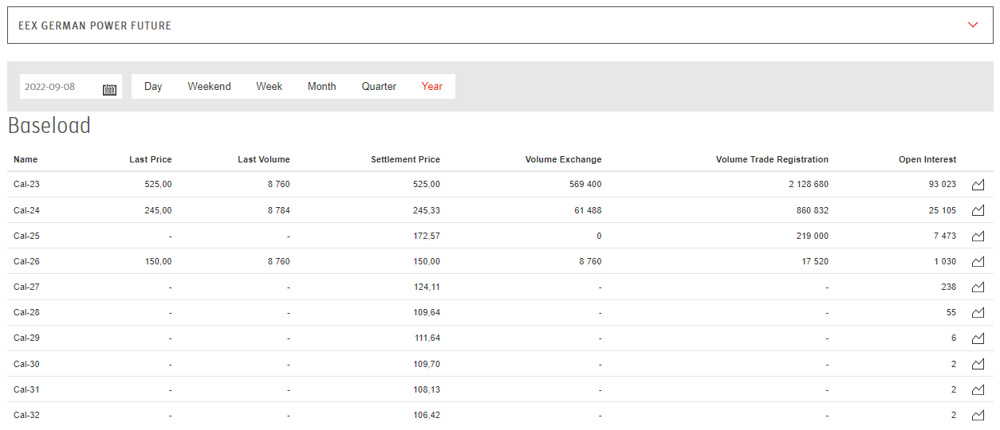 EEX GERMAN POWER FUTURE
2022-09-08 Day Weekend Week Month Quarter Year
Baseload
Name Last Price Last Volume Settlement Price Volume Exchange Volume Trade Registration Open Interest
Cal-23 525,00 8 760 525,00 569 400 2 128 680 93 023
Cal-24 245,00 8 784 245,33 61 488 860 832 25 105
Cal-25 - - 172,57 0 219 000 7 473
Cal-26 150,00 8 760 150,00 8 760 17 520 1 030
Cal-27 - - 124,11 - - 238
Cal-28 - - 109,64 - - 55
Cal-29 - - 111,64 - - 6
Cal-30 - - 109,70 - - 2
Cal-31 - - 108,13 - - 2
Cal-32 - - 106,42 - - 2